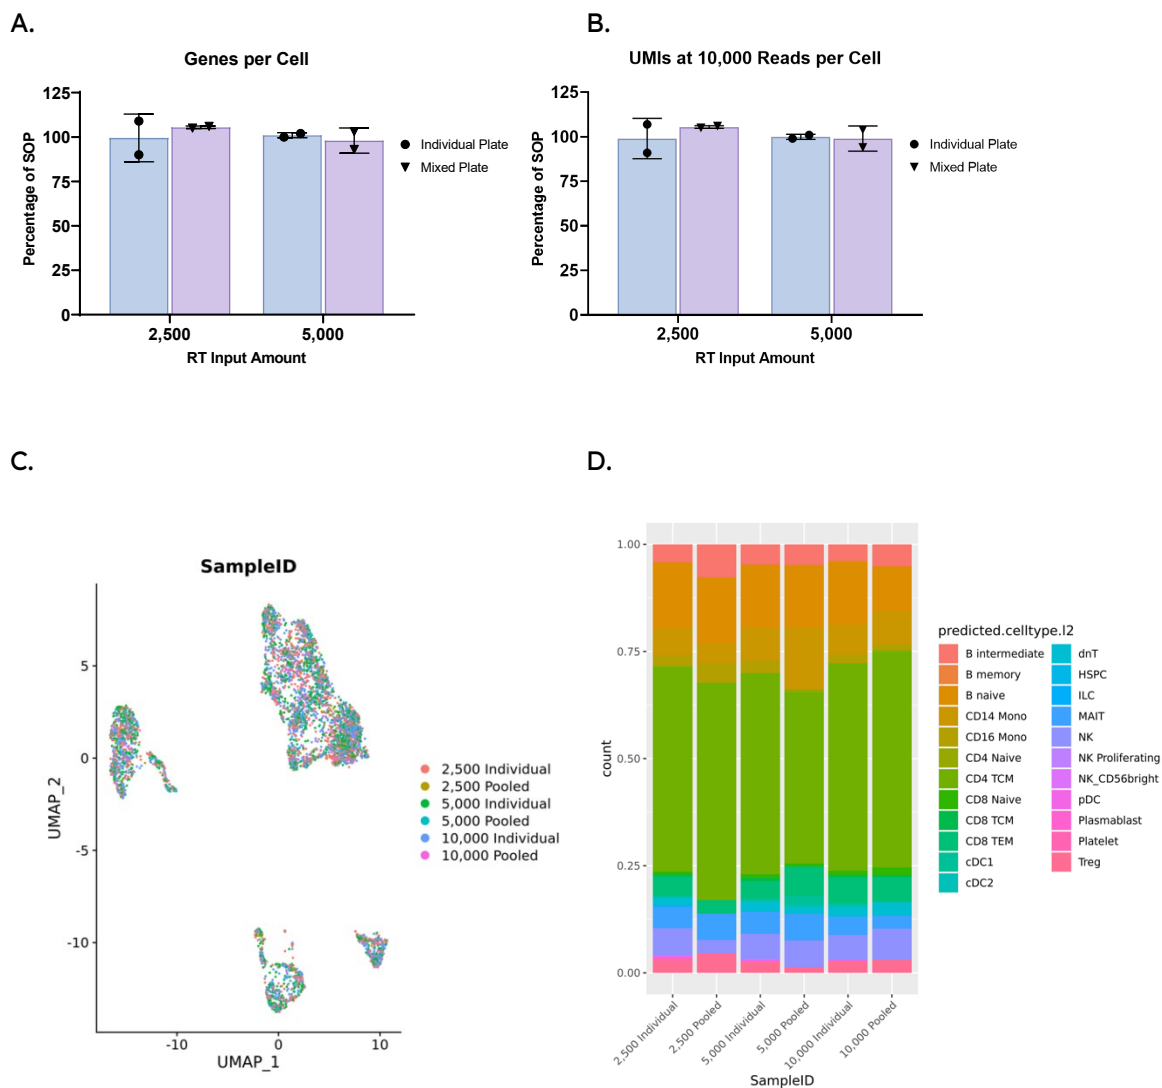 A.
Genes per Cell
Percentage of SOP
125
100
75
50
25
0
2,500
5,000
RT Input Amount
Individual Plate
Mixed Plate
B.
UMIs at 10,000 Reads per Cell
Percentage of SOP
125
100
75
50
25
0
2,500
5,000
RT Input Amount
Individual Plate
Mixed Plate
C.
SampleID
UMAP_2
5
0
-5
-10
-10
0
10
UMAP_1
2,500 Individual
2,500 Pooled
5,000 Individual
5,000 Pooled
10,000 Individual
10,000 Pooled
D.
count
1.00
0.75
0.50
0.25
0.00
2,500 Individual
2,500 Pooled
5,000 Individual
5,000 Pooled
10,000 Individual
10,000 Pooled
SampleID
predicted.celltype.l2
B intermediate
B memory
B naive
CD14 Mono
CD16 Mono
CD4 Naive
CD4 TCM
CD8 Naive
CD8 TCM
CD8 TEM
cDC1
cDC2
dnT
HSPC
ILC
MAIT
NK
NK Proliferating
NK_CD56bright
pDC
Plasmablast
Platelet
Treg